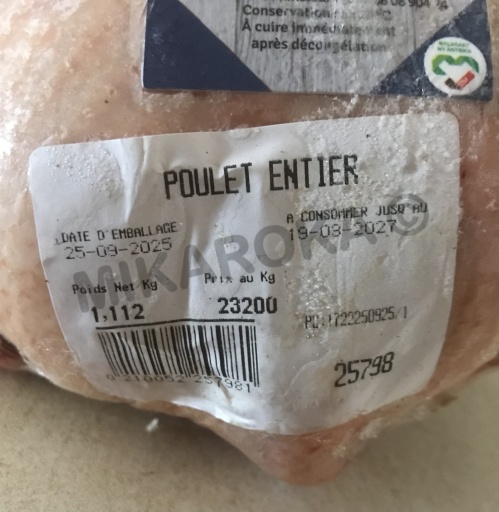 Conservation
À cuire immédiatement
après décongélation
POULET ENTIER
DATE D'EMBALLAGE
25-09-2025
A CONSOMMER JUSQ'AU
19-03-2027
MIKAROKA ©
Poids Net Kg
Prix au Kg
1,112
23200
25798